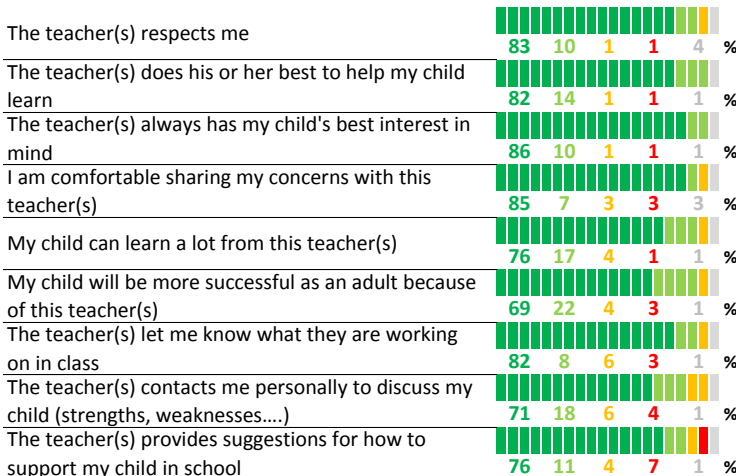 The teacher(s) respects me
83 10 1 1 4 %
The teacher(s) does his or her best to help my child
learn
82 14 1 1 1 %
The teacher(s) always has my child's best interest in
mind
86 10 1 1 1 %
I am comfortable sharing my concerns with this
teacher(s)
85 7 3 3 3 %
My child can learn a lot from this teacher(s)
76 17 4 1 1 %
My child will be more successful as an adult because
of this teacher(s)
69 22 4 3 1 %
The teacher(s) let me know what they are working
on in class
82 8 6 3 1 %
The teacher(s) contacts me personally to discuss my
child (strengths, weaknesses....)
71 18 6 4 1 %
The teacher(s) provides suggestions for how to
support my child in school
76 11 4 7 1 %